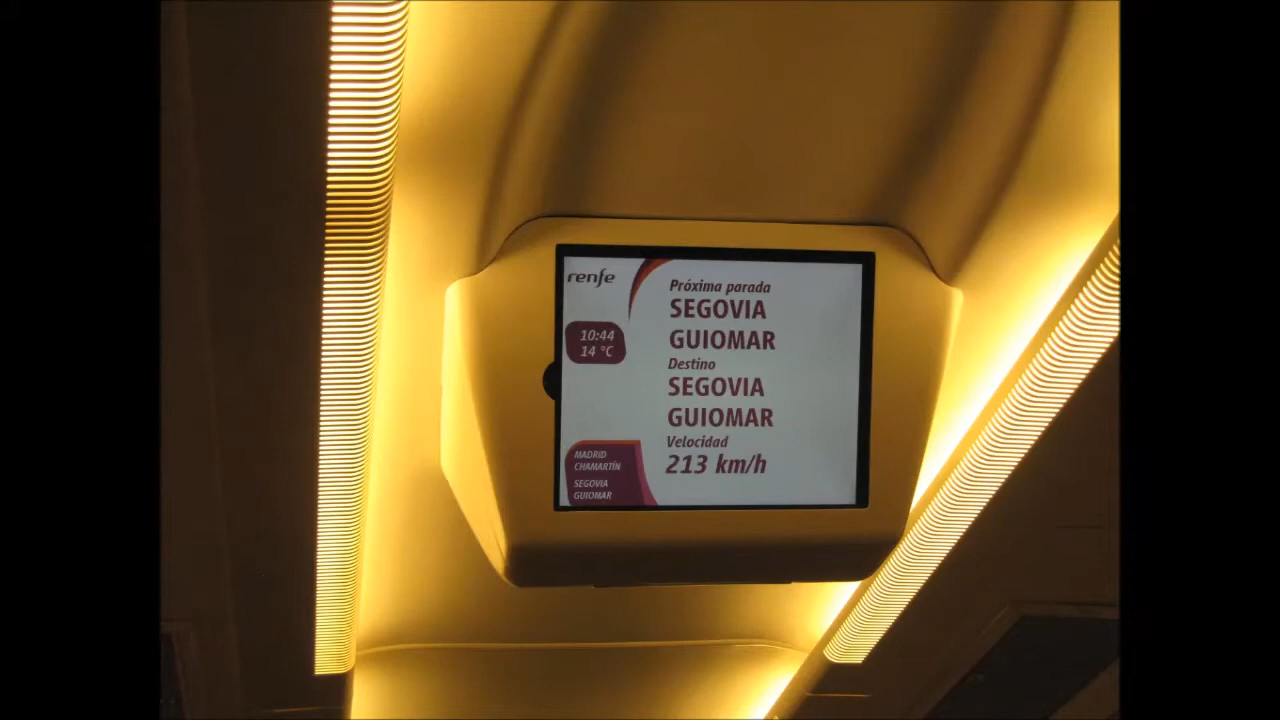 renfe
10:44
14 °C
Próxima parada
SEGOVIA
GUIOMAR
Destino
SEGOVIA
GUIOMAR
Velocidad
213 km/h
MADRID
CHAMARTÍN
SEGOVIA
GUIOMAR